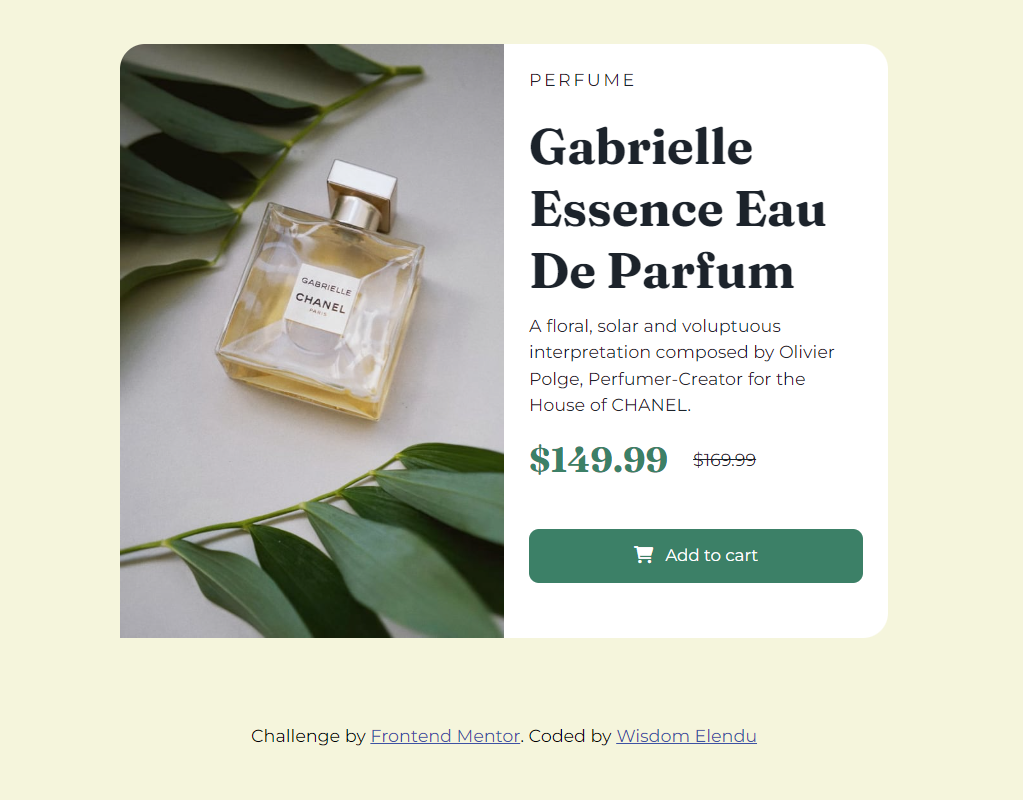 GABRIELLE
CHANEL
PARIS
PERFUME
Gabrielle
Essence Eau
De Parfum
A floral, solar and voluptuous
interpretation composed by Olivier
Polge, Perfumer-Creator for the
House of CHANEL.
$149.99 $169.99
Add to cart
Challenge by Frontend Mentor. Coded by Wisdom Elendu